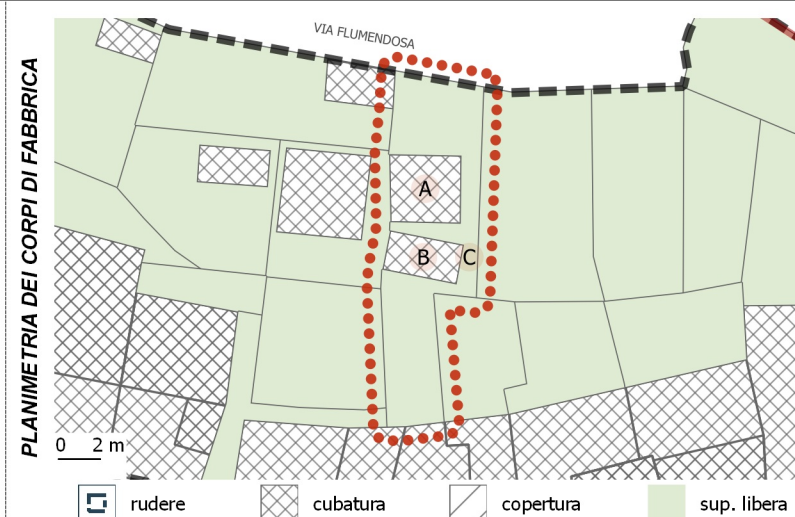 PLANIMETRIA DEI CORPI DI FABBRICA
VIA FLUMENDOSA
A
B C
0 2 m
rudere cubatura copertura sup. libera